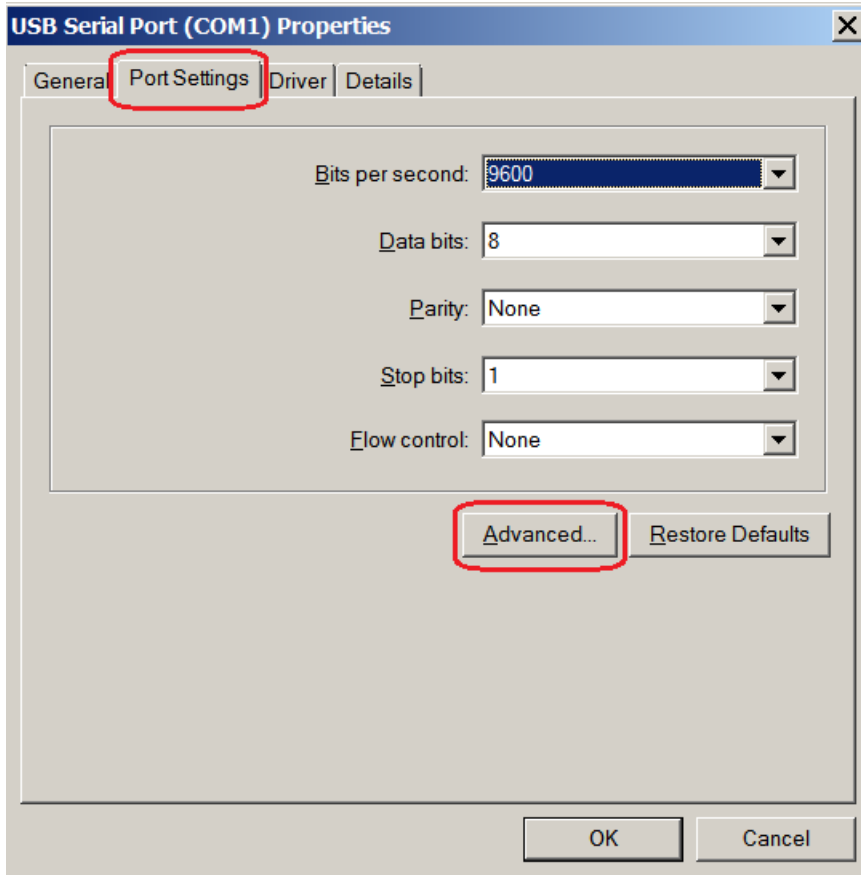 USB Serial Port (COM1) Properties
General Port Settings Driver Details
Bits per second: 9600
Data bits: 8
Parity: None
Stop bits: 1
Flow control: None
Advanced... Restore Defaults
OK Cancel